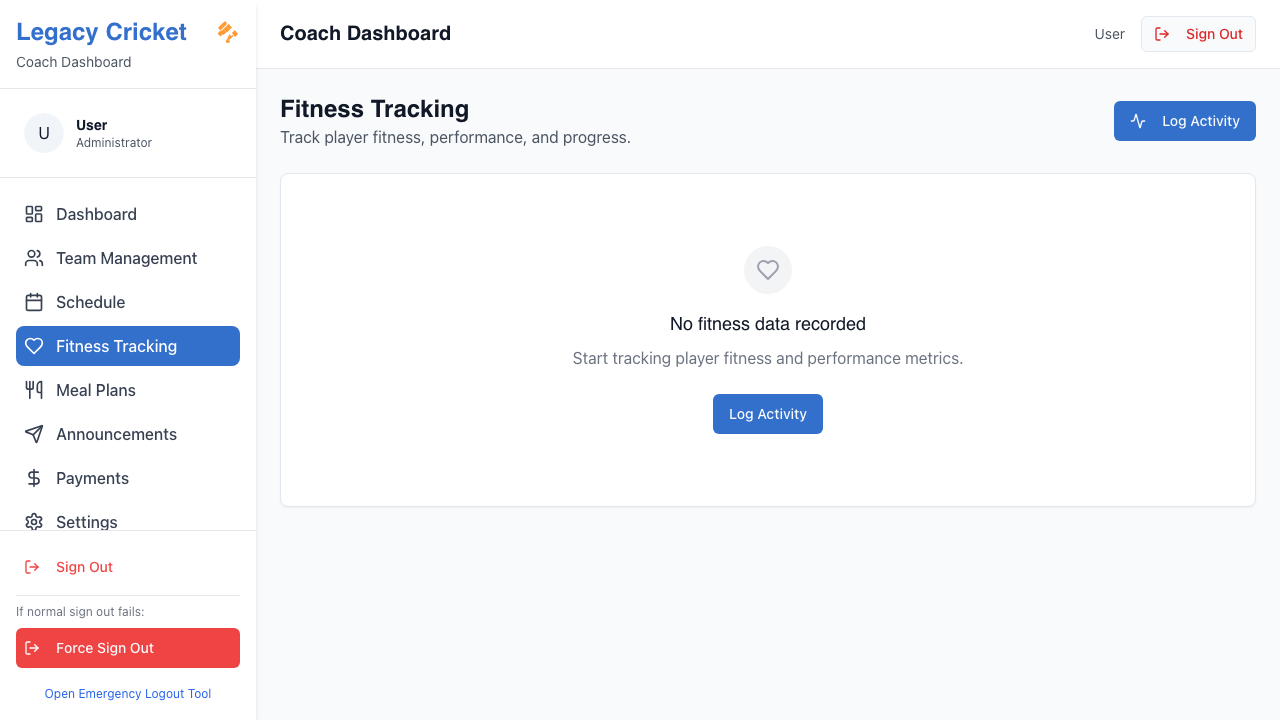 Legacy Cricket
Coach Dashboard
U
User
Administrator
Dashboard
Team Management
Schedule
Fitness Tracking
Meal Plans
Announcements
Payments
Settings
Sign Out
If normal sign out fails:
Force Sign Out
Open Emergency Logout Tool
Coach Dashboard
User
Sign Out
Fitness Tracking
Track player fitness, performance, and progress.
Log Activity
No fitness data recorded
Start tracking player fitness and performance metrics.
Log Activity